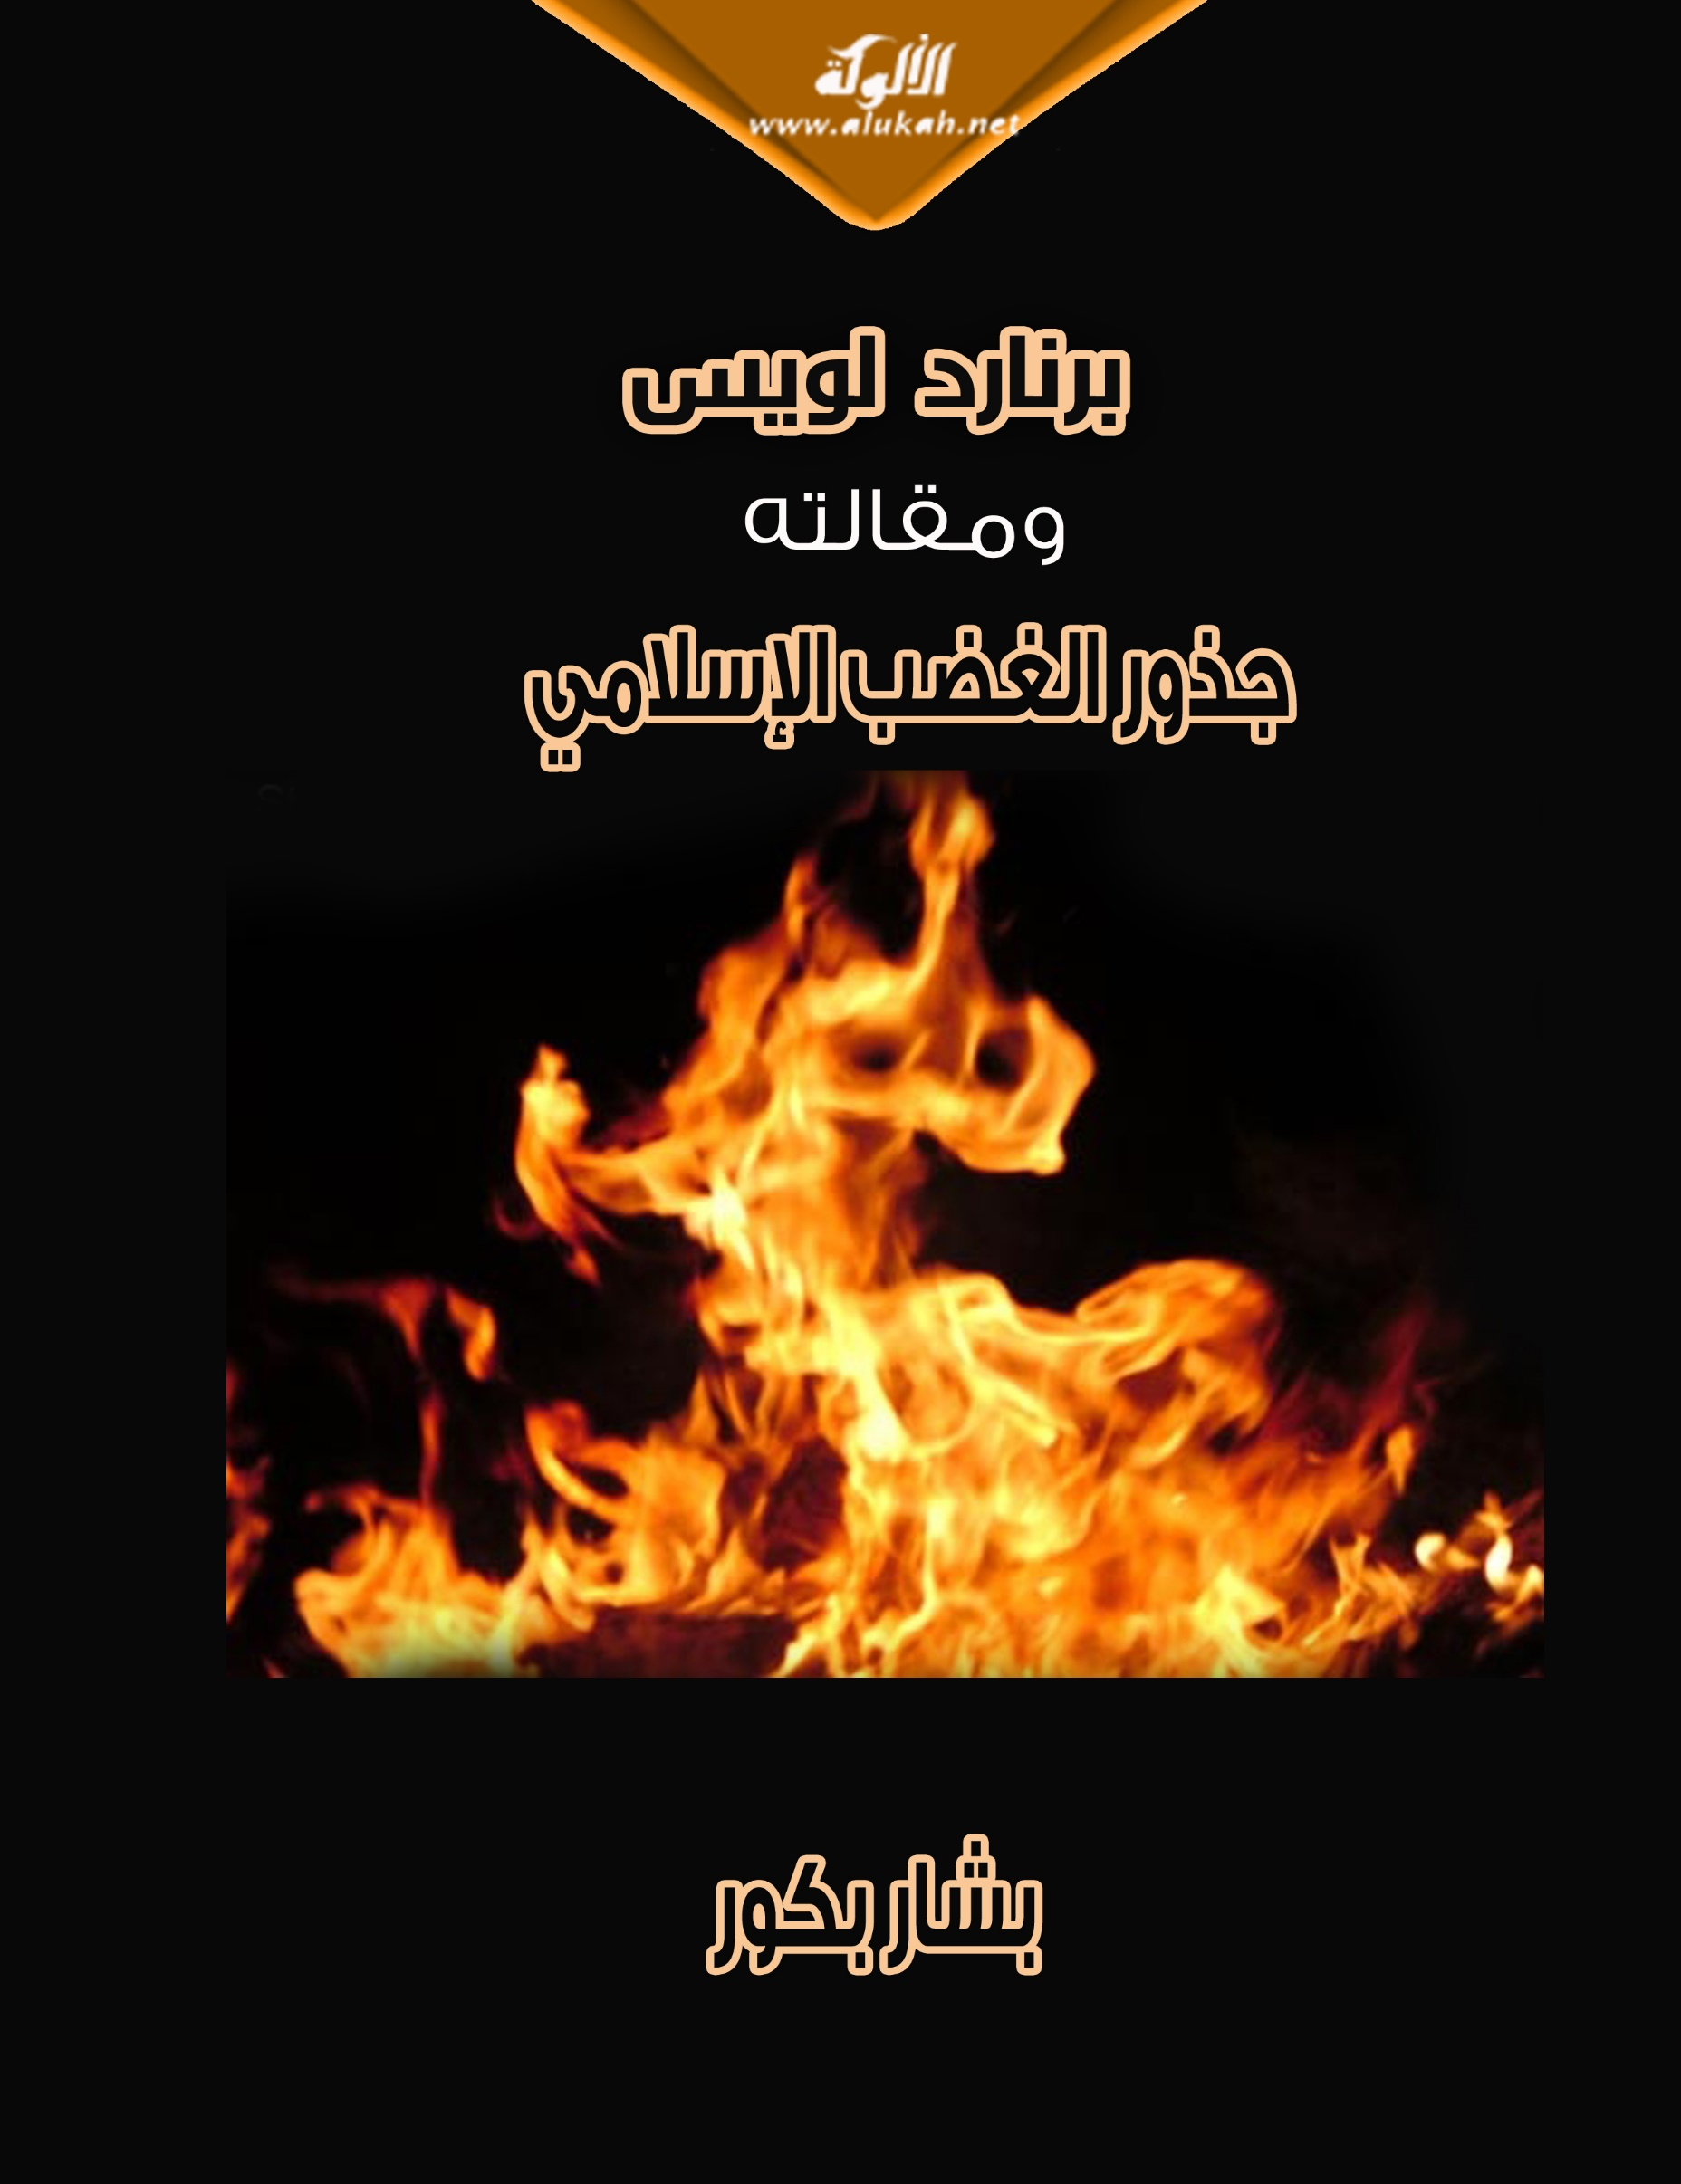 الألوكة
www.alukah.net
برنارد لويس
ومقالته
جذور الغضب الإسلامي
بشار بكور